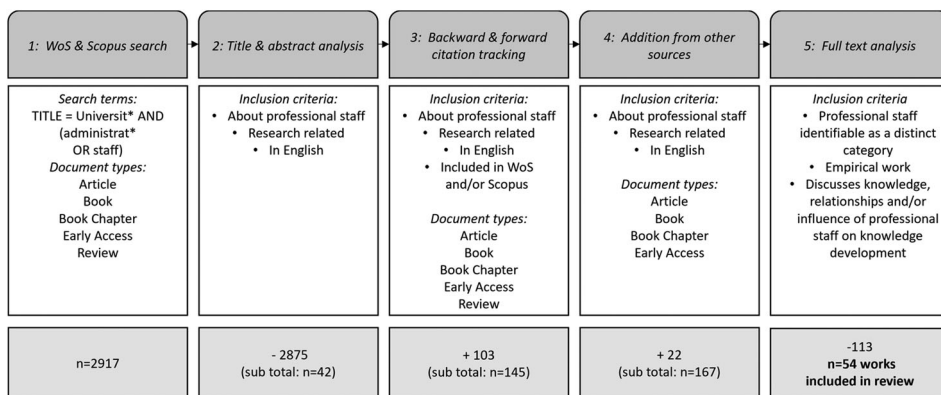 1: WoS & Scopus search
2: Title & abstract analysis
3: Backward & forward
citation tracking
4: Addition from other
sources
5: Full text analysis
Search terms:
TITLE = Universit* AND
(administrat*
OR staff)
Document types:
Article
Book
Book Chapter
Early Access
Review
Inclusion criteria:
• About professional staff
• Research related
• In English
Inclusion criteria:
• About professional staff
• Research related
• In English
• Included in WoS
and/or Scopus
Document types:
Article
Book
Book Chapter
Early Access
Review
Inclusion criteria:
• About professional staff
• Research related
• In English
Document types:
Article
Book
Book Chapter
Early Access
Inclusion criteria
• Professional staff
identifiable as a distinct
category
• Empirical work
• Discusses knowledge,
relationships and/or
influence of professional
staff on knowledge
development
n=2917
- 2875
(sub total: n=42)
+ 103
(sub total: n=145)
+ 22
(sub total: n=167)
-113
n=54 works
included in review